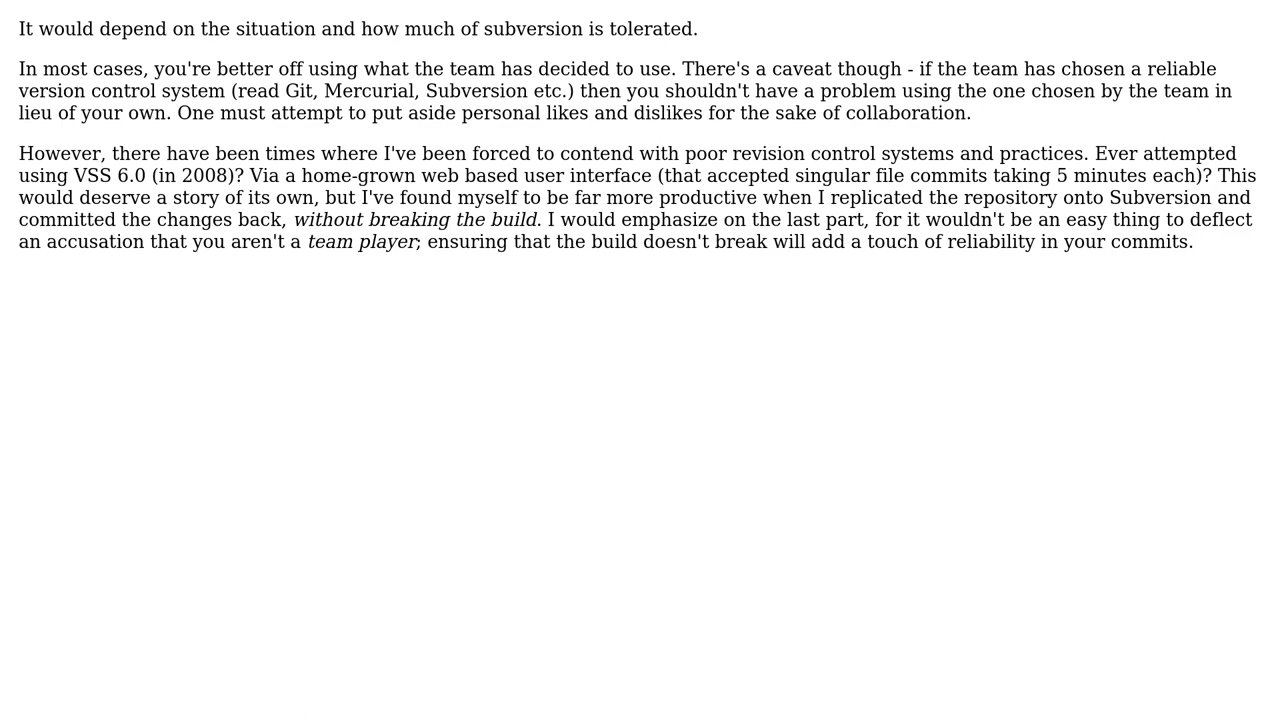 It would depend on the situation and how much of subversion is tolerated.
In most cases, you're better off using what the team has decided to use. There's a caveat though - if the team has chosen a reliable
version control system (read Git, Mercurial, Subversion etc.) then you shouldn't have a problem using the one chosen by the team in
lieu of your own. One must attempt to put aside personal likes and dislikes for the sake of collaboration.
However, there have been times where I've been forced to contend with poor revision control systems and practices. Ever attempted
using VSS 6.0 (in 2008)? Via a home-grown web based user interface (that accepted singular file commits taking 5 minutes each)? This
would deserve a story of its own, but I've found myself to be far more productive when I replicated the repository onto Subversion and
committed the changes back, without breaking the build. I would emphasize on the last part, for it wouldn't be an easy thing to deflect
an accusation that you aren't a team player; ensuring that the build doesn't break will add a touch of reliability in your commits.